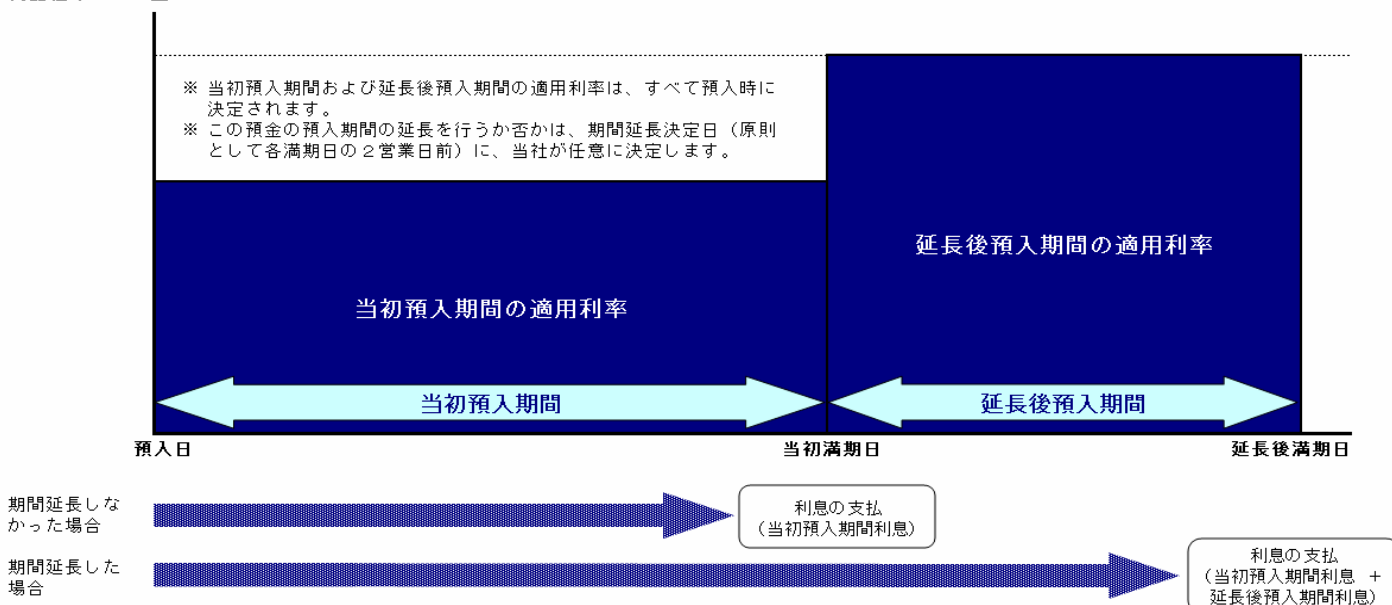 ※ 当初預入期間および延長後預入期間の適用利率は、すべて預入時に
決定されます。
※ この預金の預入期間の延長を行うか否かは、期間延長決定日（原則
として各満期日の２営業日前）に、当社が任意に決定します。
延長後預入期間の適用利率
当初預入期間の適用利率
当初預入期間
延長後預入期間
預入日
当初満期日
延長後満期日
期間延長しな
かった場合
利息の支払
（当初預入期間利息）
期間延長した
場合
利息の支払
（当初預入期間利息 ＋
延長後預入期間利息）